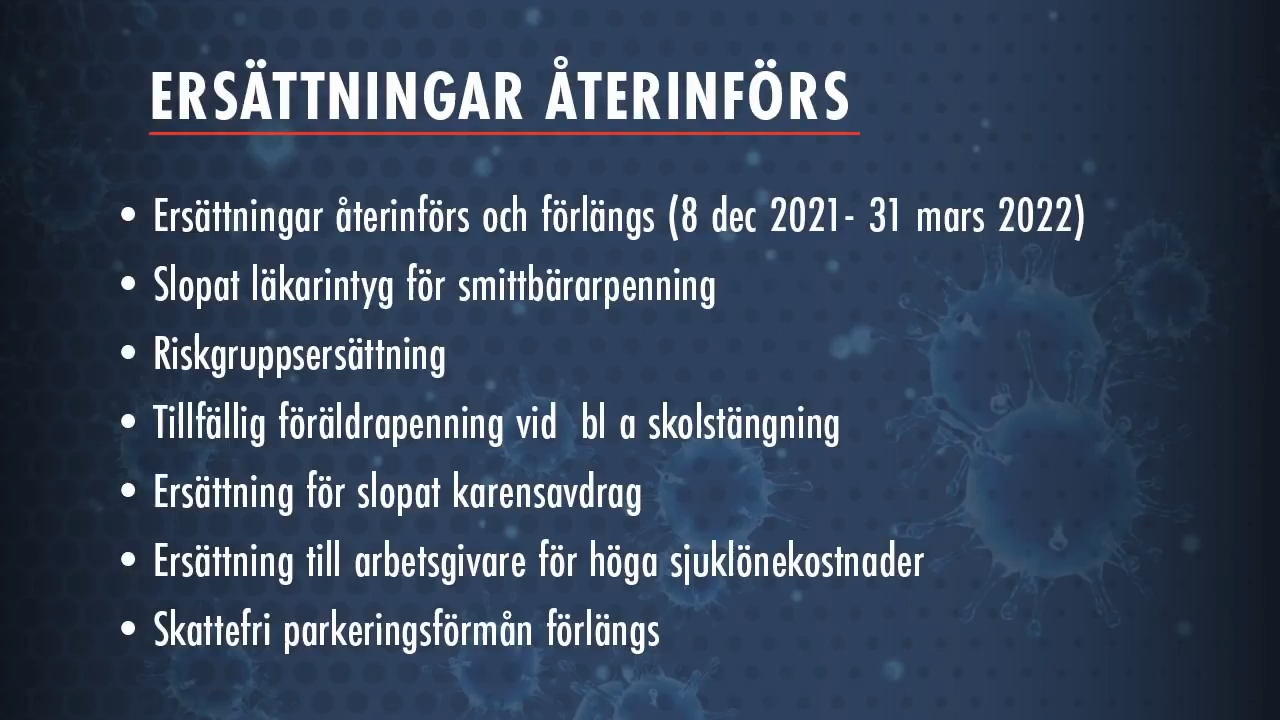 ERSÄTTNINGAR ÅTERINFÖRS
• Ersättningar återinförs och förlängs (8 dec 2021- 31 mars 2022)
• Slopat läkarintyg för smittbärarpenning
• Riskgruppsersättning
• Tillfällig föräldrapenning vid  bl a skolstängning
• Ersättning för slopat karensavdrag
• Ersättning till arbetsgivare för höga sjuklönekostnader
• Skattefri parkeringsförmån förlängs